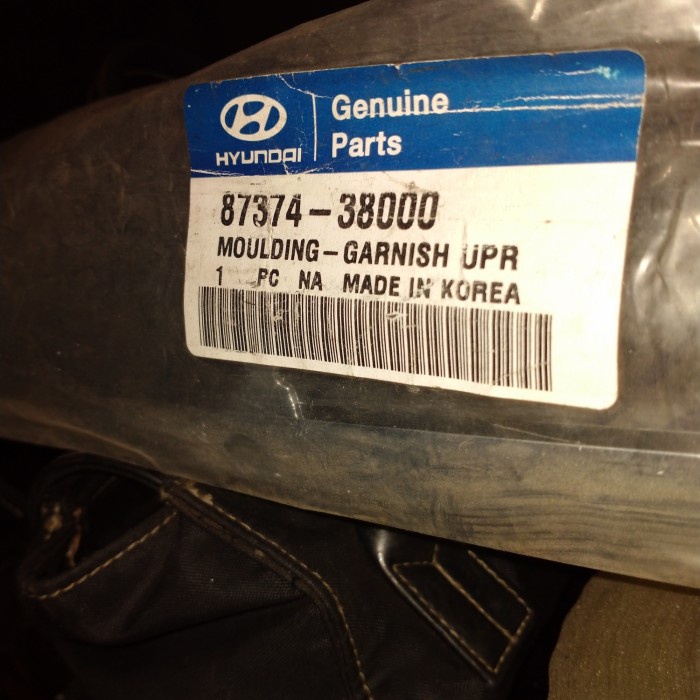 HYUNDAI
Genuine
Parts
87374-38000
MOULDING-GARNISH UPR
1 PC NA MADE IN KOREA